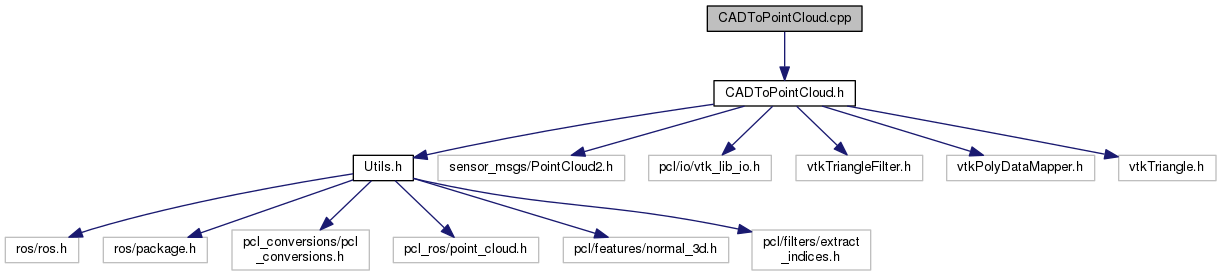 CADToPointCloud.cpp
CADToPointCloud.h
Utils.h
sensor_msgs/PointCloud2.h
pcl/io/vtk_lib_io.h
vtkTriangleFilter.h
vtkPolyDataMapper.h
vtkTriangle.h
ros/ros.h
ros/package.h
pcl_conversions/pcl
_conversions.h
pcl_ros/point_cloud.h
pcl/features/normal_3d.h
pcl/filters/extract
_indices.h